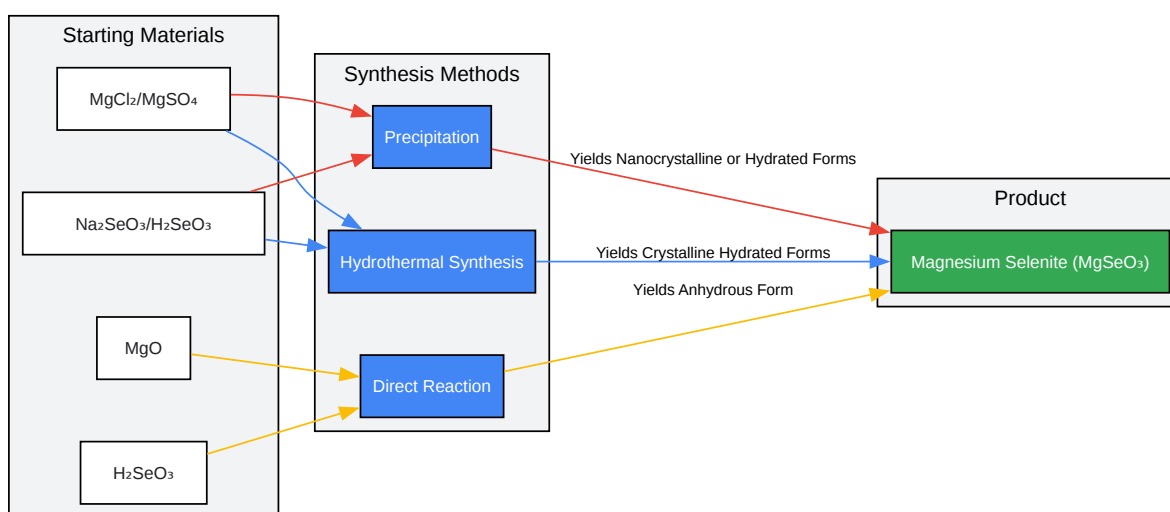 Starting Materials
MgCl₂/MgSO₄
Na₂SeO₃/H₂SeO₃
MgO
H₂SeO₃
Synthesis Methods
Precipitation
Hydrothermal Synthesis
Direct Reaction
Yields Nanocrystalline or Hydrated Forms
Yields Crystalline Hydrated Forms
Yields Anhydrous Form
Product
Magnesium Selenite (MgSeO₃)